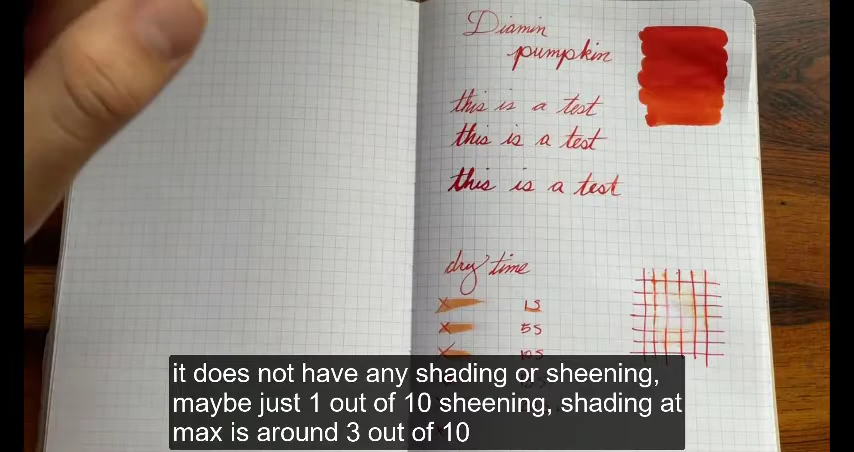 Diamin
pumpkin
this is a test
this is a test
this is a test
dry time
x 1S
x 5S
x 10S
it does not have any shading or sheening,
maybe just 1 out of 10 sheening, shading at
max is around 3 out of 10